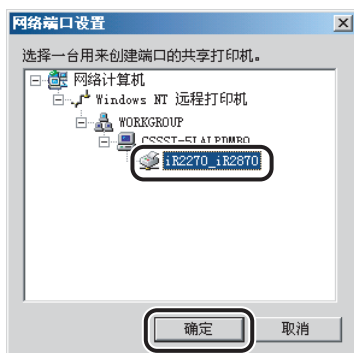 网络端口设置
选择一台用来创建端口的共享打印机。
网络计算机
Windows NT 远程打印机
WORKGROUP
iR2270_iR2870
确定 取消